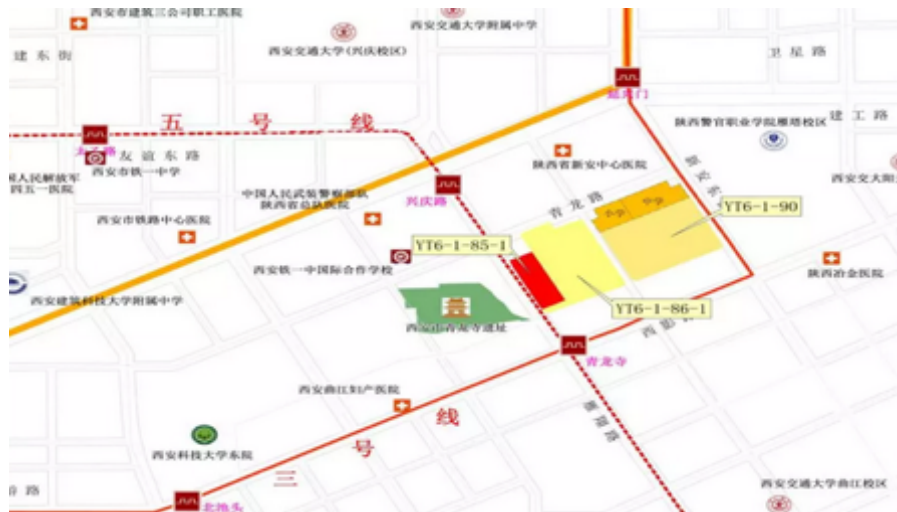 西安市建筑三公司职工医院
西安交通大学附属中学
西安交通大学(兴庆校区)
建东街
卫星路
五号线
建工路
陕西警官职业学院雁塔校区
友谊东路
西安市铁一中学
陕西省新安中心医院
中国人民解放军
四五一医院
中国人民武装警察部队
陕西省总队医院
兴庆路
青龙路
YT6-1-90
西安市铁路中心医院
YT6-1-85-1
西安铁一中国际合作学校
陕西冶金医院
西安建筑科技大学附属中学
YT6-1-86-1
西安市青龙寺遗址
青龙寺
西安曲江妇产医院
雁翔路
三号线
西安科技大学东院
北池头
西安交通大学曲江校区